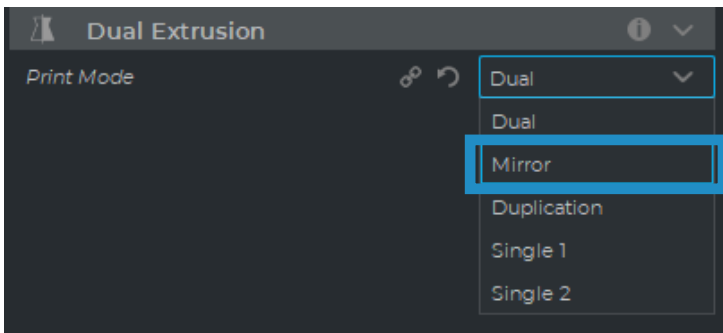 Dual Extrusion
Print Mode
Dual
Dual
Mirror
Duplication
Single 1
Single 2